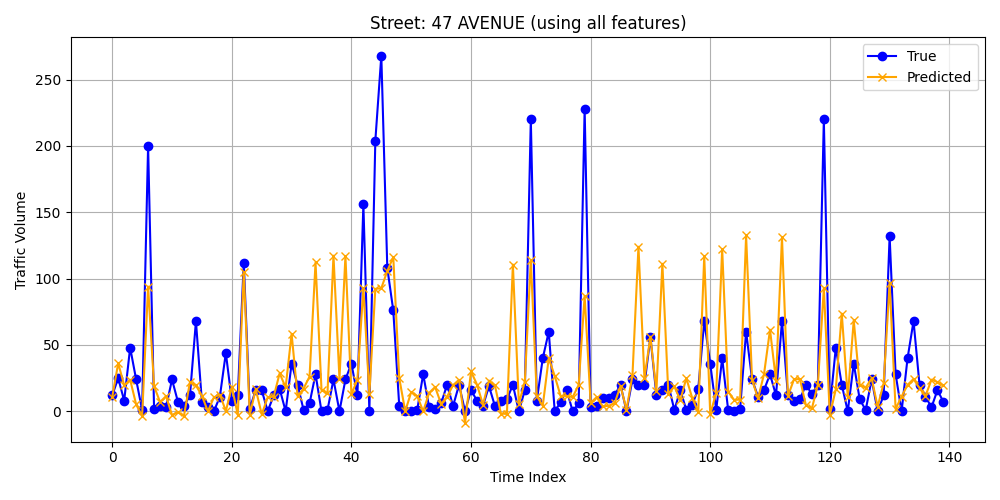 Street: 47 AVENUE (using all features)
True
Predicted
Traffic Volume
250
200
150
100
50
0
0 20 40 60 80 100 120 140
Time Index